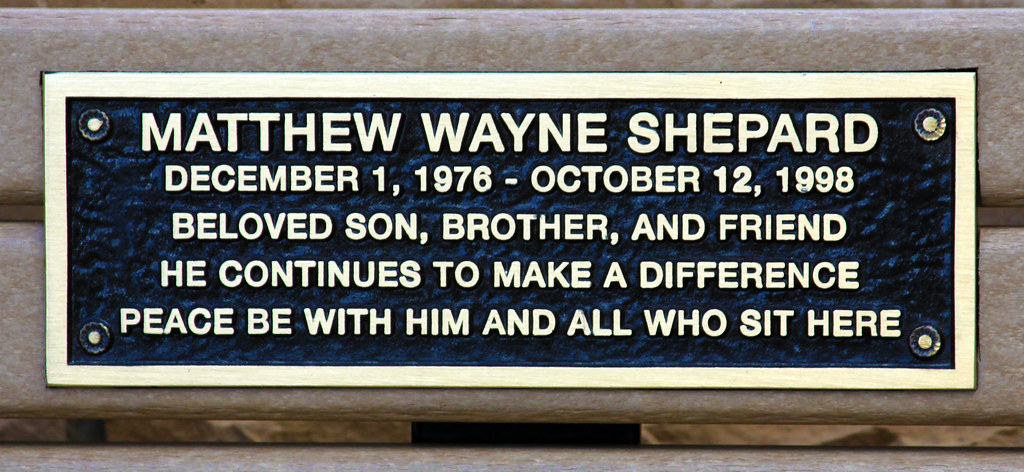 MATTHEW WAYNE SHEPARD
DECEMBER 1, 1976 - OCTOBER 12, 1998
BELOVED SON, BROTHER, AND FRIEND
HE CONTINUES TO MAKE A DIFFERENCE
PEACE BE WITH HIM AND ALL WHO SIT HERE